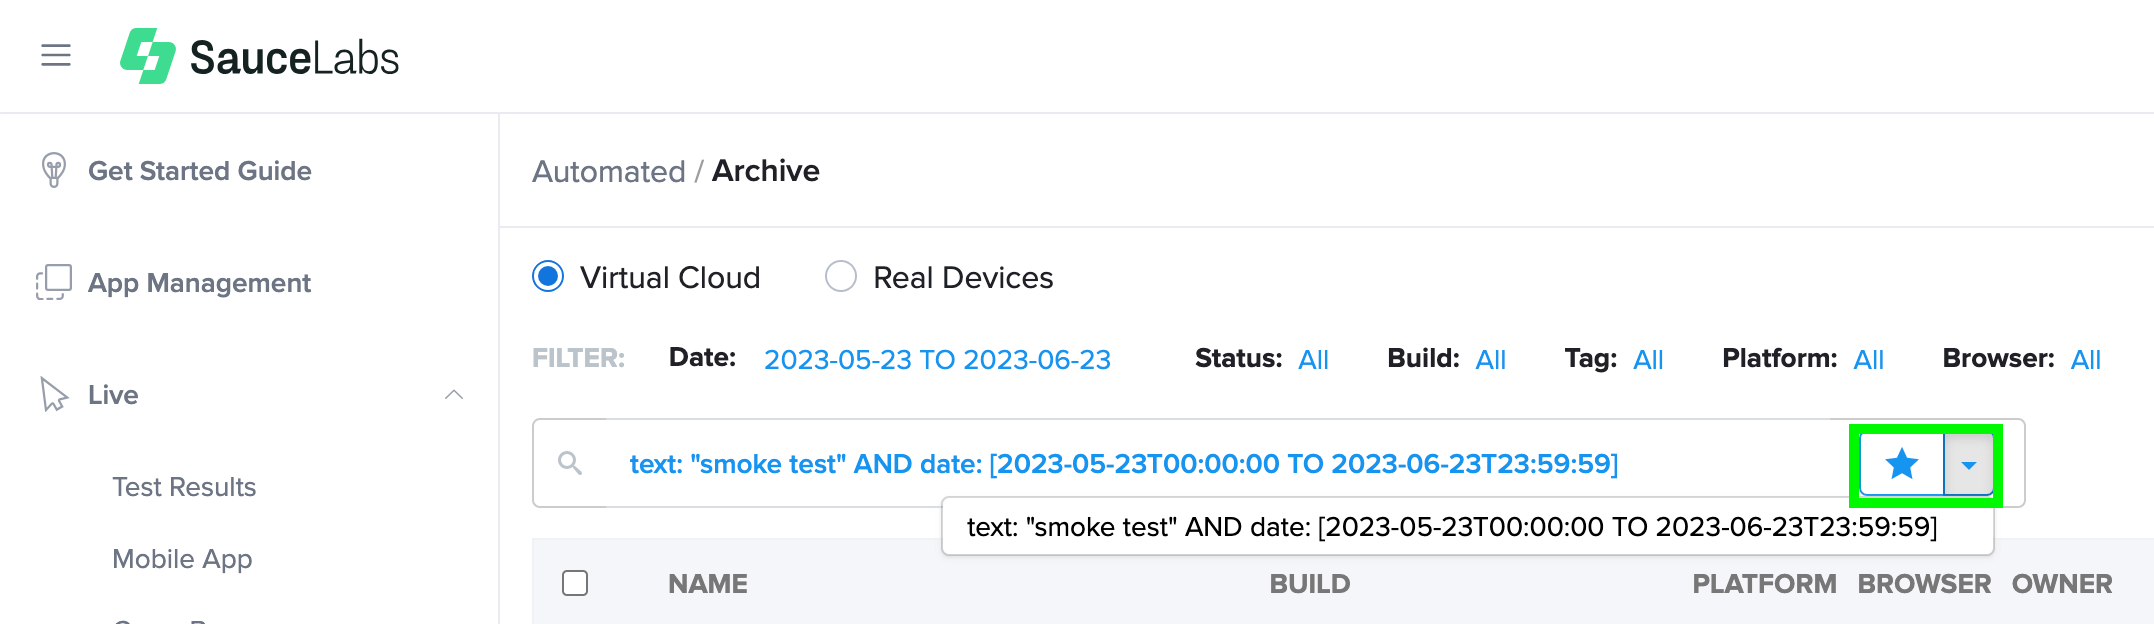 SauceLabs
Get Started Guide
App Management
Live
Test Results
Mobile App
Automated / Archive
Virtual Cloud Real Devices
FILTER: Date: 2023-05-23 TO 2023-06-23 Status: All Build: All Tag: All Platform: All Browser: All
text: "smoke test" AND date: [2023-05-23T00:00:00 TO 2023-06-23T23:59:59]
text: "smoke test" AND date: [2023-05-23T00:00:00 TO 2023-06-23T23:59:59]
NAME BUILD PLATFORM BROWSER OWNER